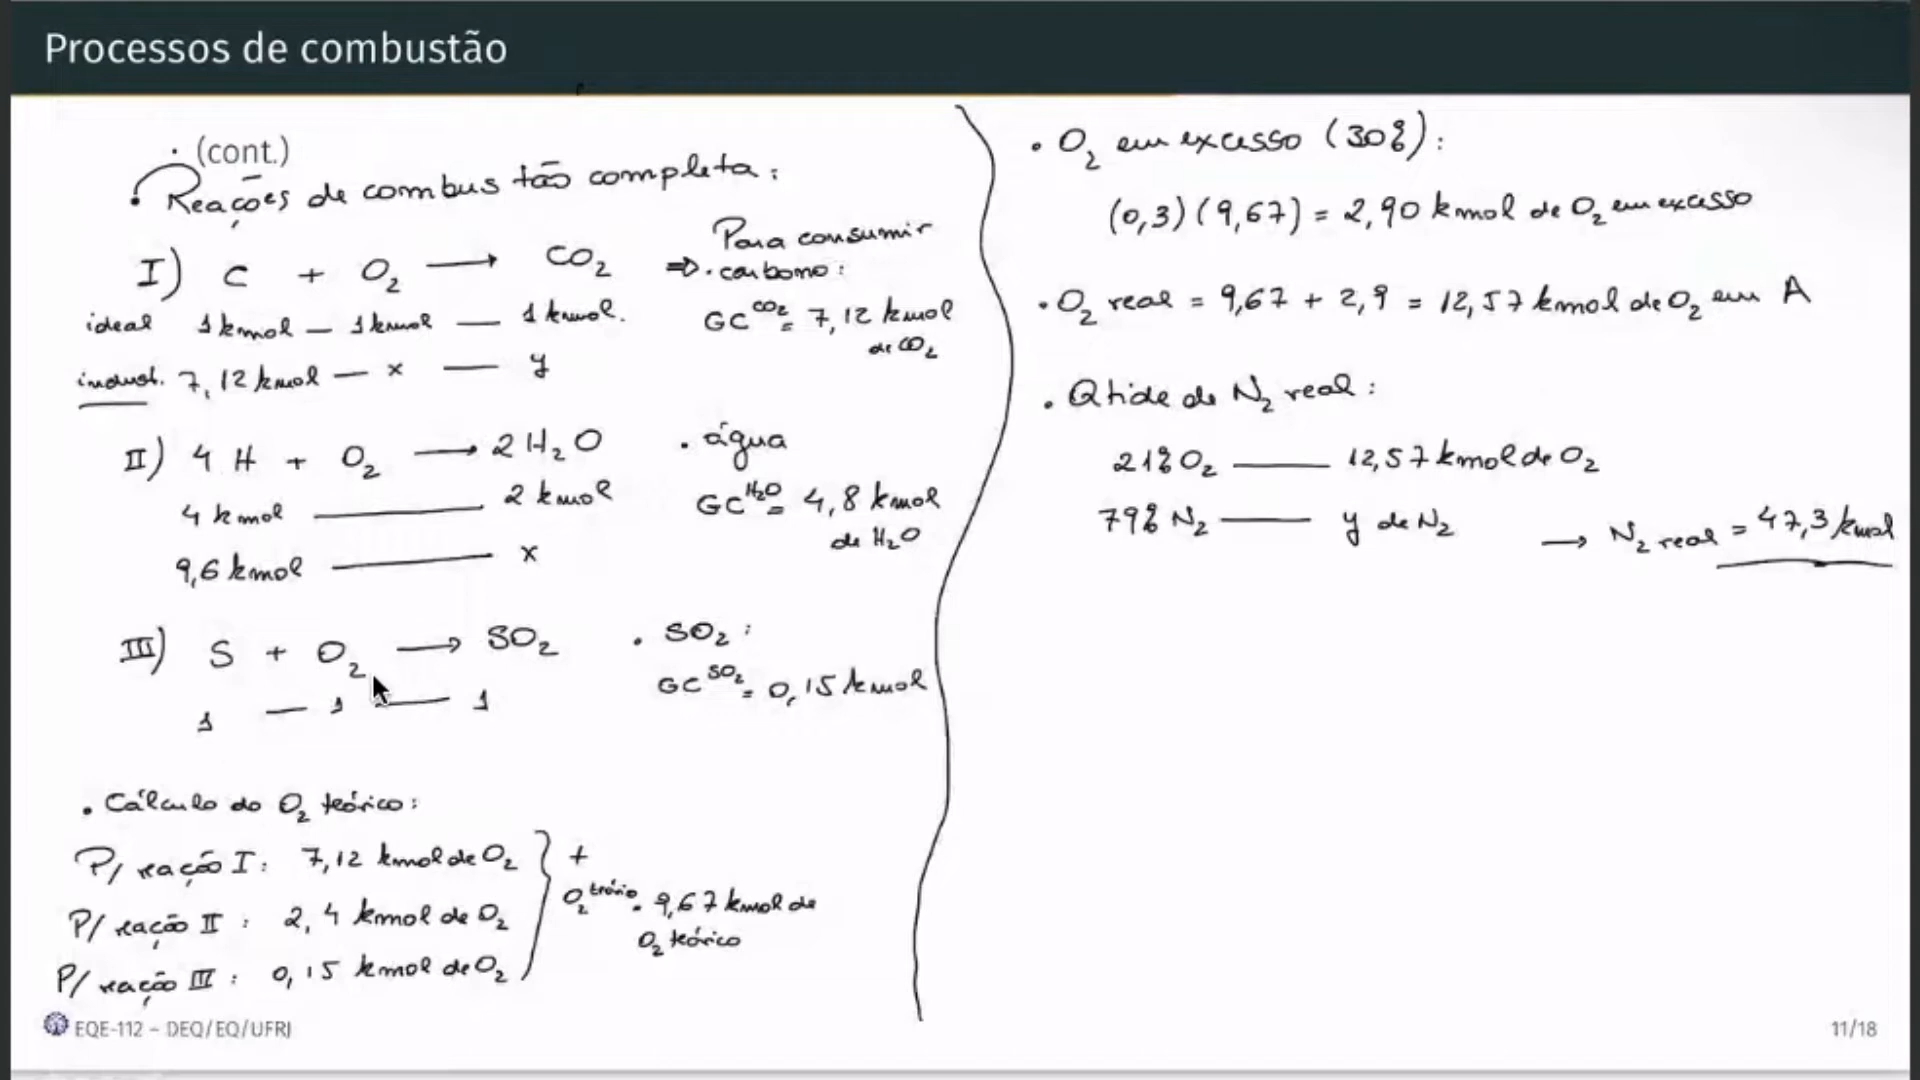 Processos de combustão
· (cont.)
• Reações de combustão completa:
I) C + O₂ → CO₂
ideal 1 kmol — 1 kmol — 1 kmol.
indust. 7,12 kmol — x — y
⇒ Para consumir
· carbono:
GC^CO₂ = 7,12 kmol
de CO₂
II) 4 H + O₂ → 2 H₂O
4 kmol — 2 kmol
9,6 kmol — x
· água
GC^H₂O = 4,8 kmol
de H₂O
III) S + O₂ → SO₂
1 — 1 — 1
· SO₂:
GC^SO₂ = 0,15 kmol
• Cálculo do O₂ teórico:
P/ reação I: 7,12 kmol de O₂
P/ reação II: 2,4 kmol de O₂
P/ reação III: 0,15 kmol de O₂
+
O₂ teórico = 9,67 kmol de
O₂ teórico
• O₂ em excesso (30%):
(0,3)(9,67) = 2,90 kmol de O₂ em excesso
• O₂ real = 9,67 + 2,9 = 12,57 kmol de O₂ em A
• Qtide de N₂ real:
21% O₂ — 12,57 kmol de O₂
79% N₂ — y de N₂ → N₂ real = 47,3 kmol
EQE-112 – DEQ/EQ/UFRJ
11/18